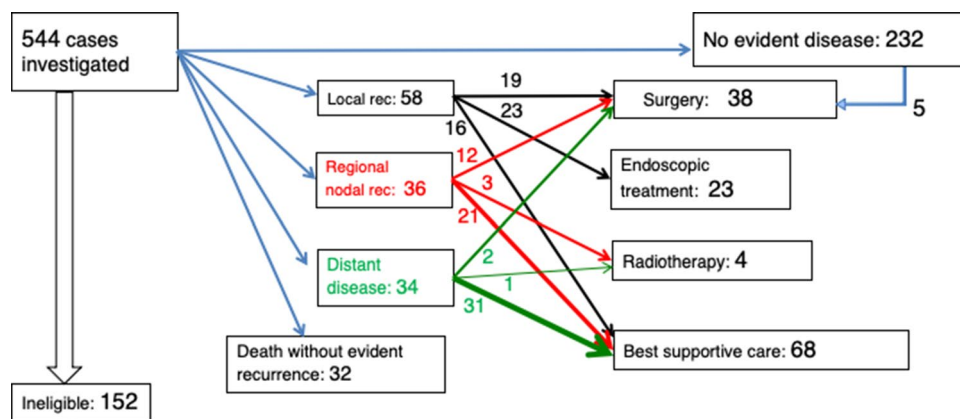 544 cases
investigated
No evident disease: 232
5
Local rec: 58
19
23
16
Surgery: 38
Regional
nodal rec: 36
12
3
21
Endoscopic
treatment: 23
Distant
disease: 34
2
1
31
Radiotherapy: 4
Death without evident
recurrence: 32
Best supportive care: 68
Ineligible: 152